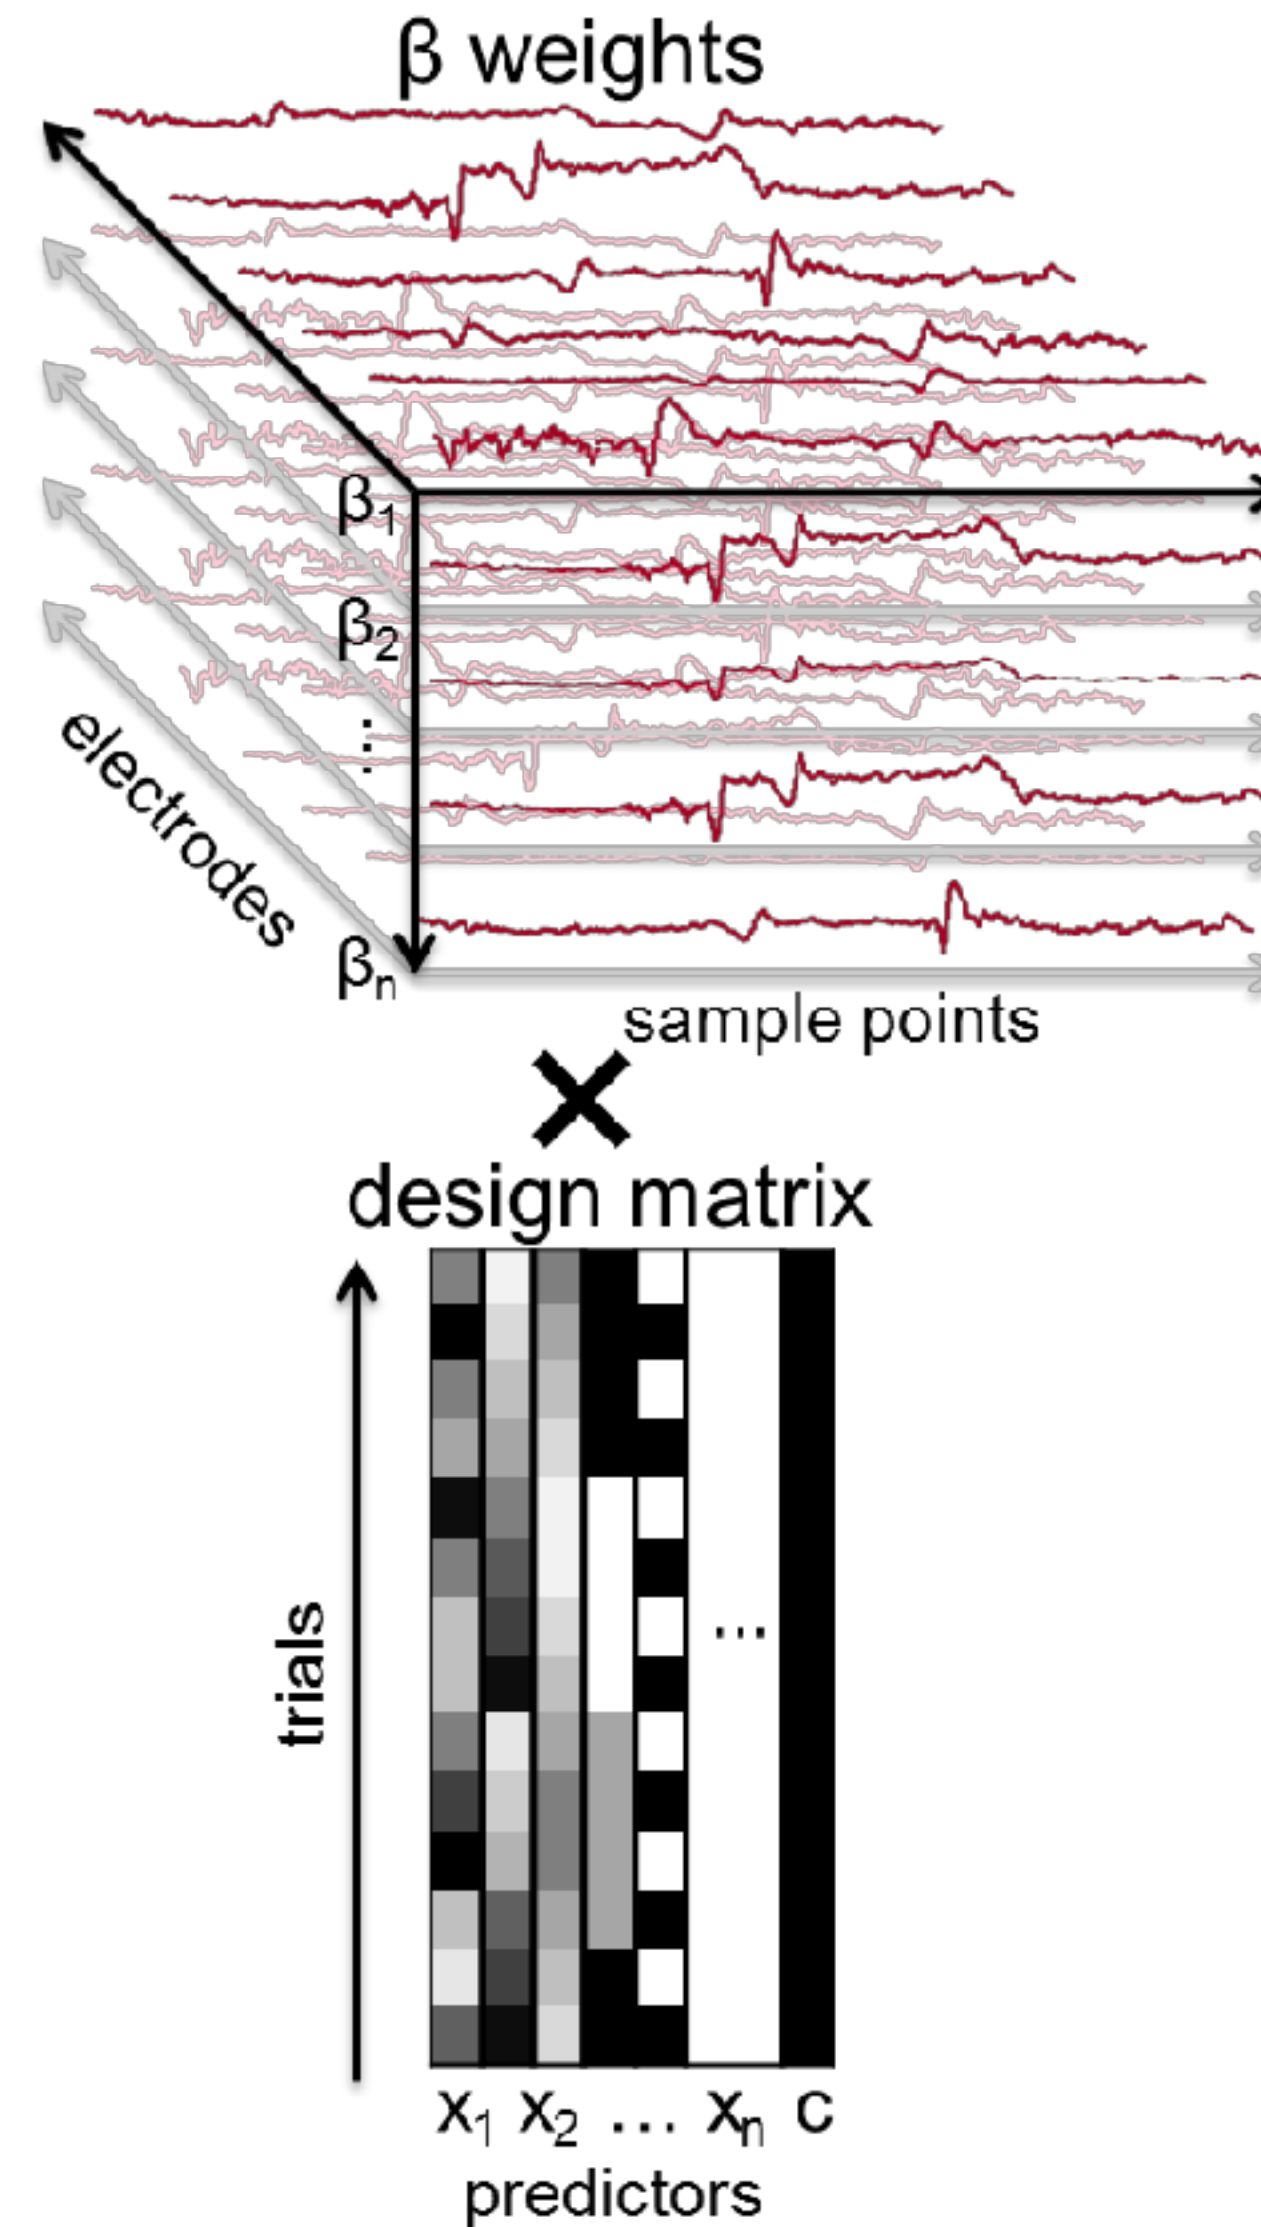 β weights
β1
β2
⋮
βn
electrodes
sample points
×
design matrix
trials
...
x1 x2 ... xn c
predictors